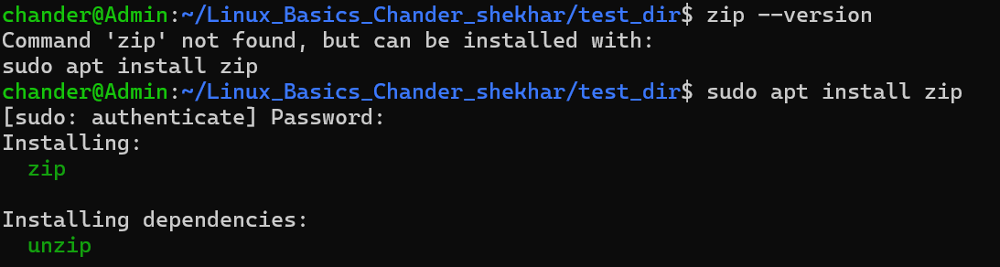 chander@Admin:~/Linux_Basics_Chander_shekhar/test_dir$ zip --version
Command 'zip' not found, but can be installed with:
sudo apt install zip
chander@Admin:~/Linux_Basics_Chander_shekhar/test_dir$ sudo apt install zip
[sudo: authenticate] Password:
Installing:
  zip

Installing dependencies:
  unzip